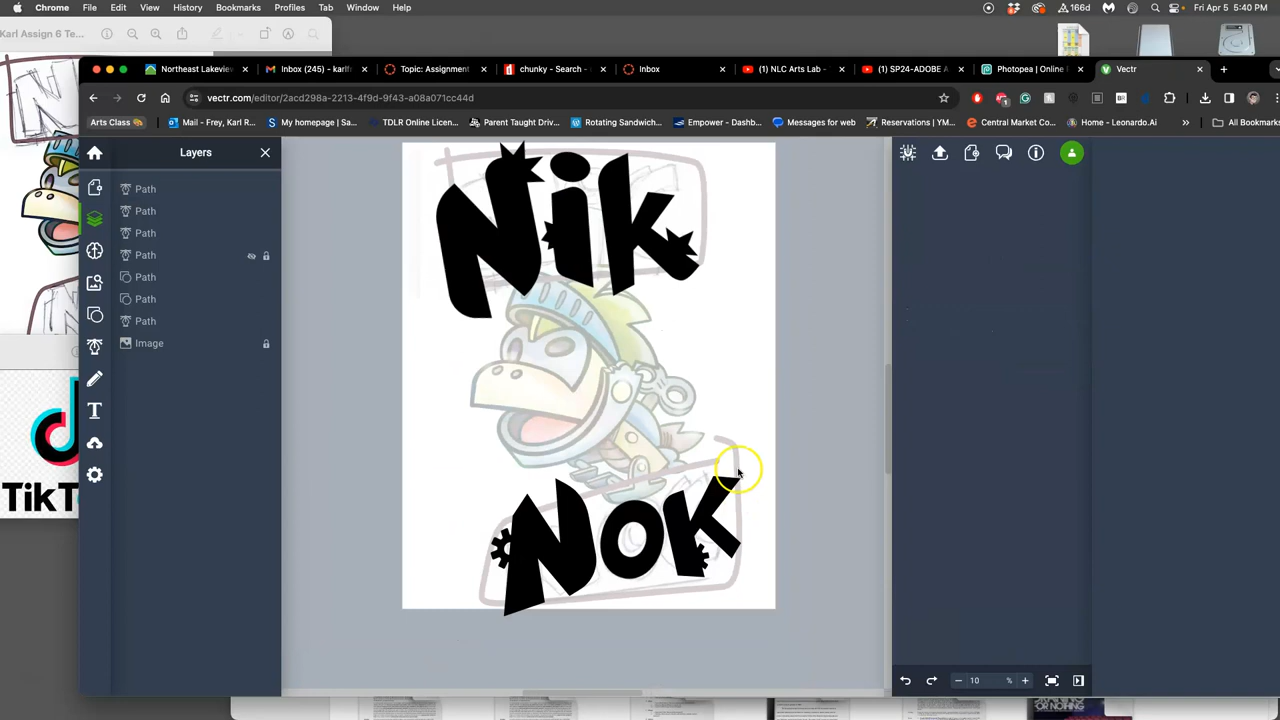 Chrome File Edit View History Bookmarks Profiles Tab Window Help 166d Fri Apr 5 5:40 PM
Karl Assign 6 Te...
Northeast Lakeview Inbox (245) - karlfr Topic: Assignment chunky - Search - Inbox (1) NLC Arts Lab - (1) SP24-ADOBE A Photopea | Online I Vectr
vectr.com/editor/2acd298a-2213-4f9d-9f43-a08a071cc44d
Arts Class Mail - Frey, Karl R... My homepage | Sa... TDLR Online Licen... Parent Taught Driv... Rotating Sandwich... Empower - Dashb... Messages for web Reservations | YM... Central Market Co... Home - Leonardo.Ai » All Bookmarks
Layers
Path
Path
Path
Path
Path
Path
Path
Image
Nik
NOK
TikT
10 %